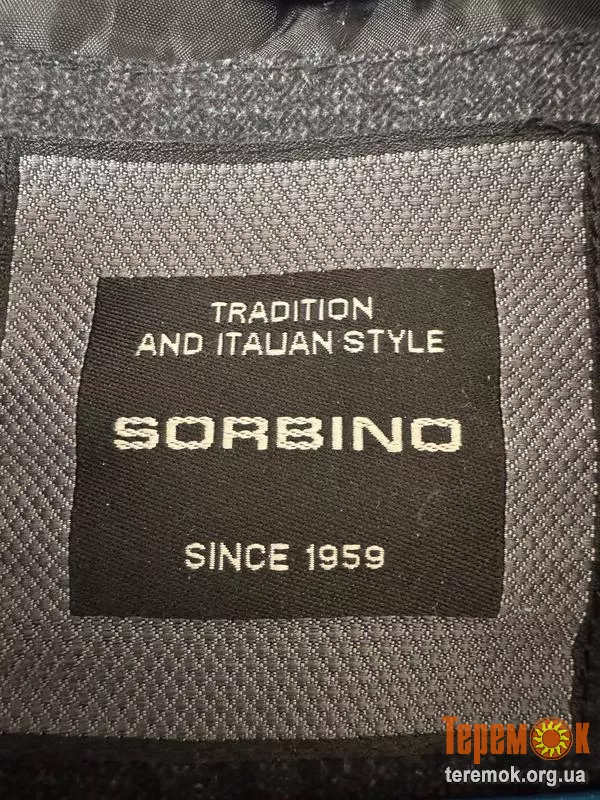 TRADITION
AND ITALIAN STYLE
SORBINO
SINCE 1959
Теремок
teremok.org.ua